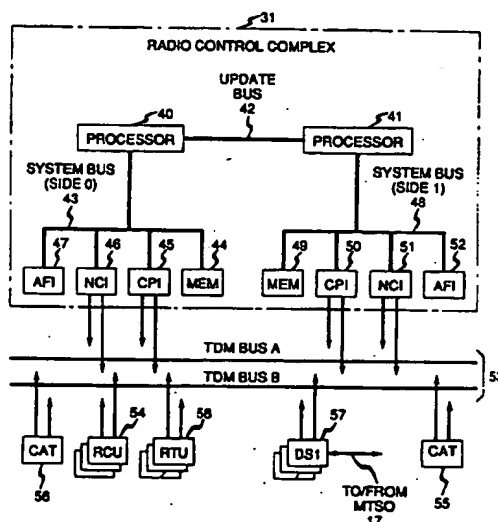 31
RADIO CONTROL COMPLEX
UPDATE
BUS
40
42
41
PROCESSOR
PROCESSOR
SYSTEM BUS
(SIDE 0)
43
SYSTEM BUS
(SIDE 1)
48
47
46
45
44
49
50
51
52
AFI
NCI
CPI
MEM
MEM
CPI
NCI
AFI
TDM BUS A
TDM BUS B
53
54
58
57
CAT
RCU
RTU
DS1
CAT
56
55
TO/FROM
MTSO
17